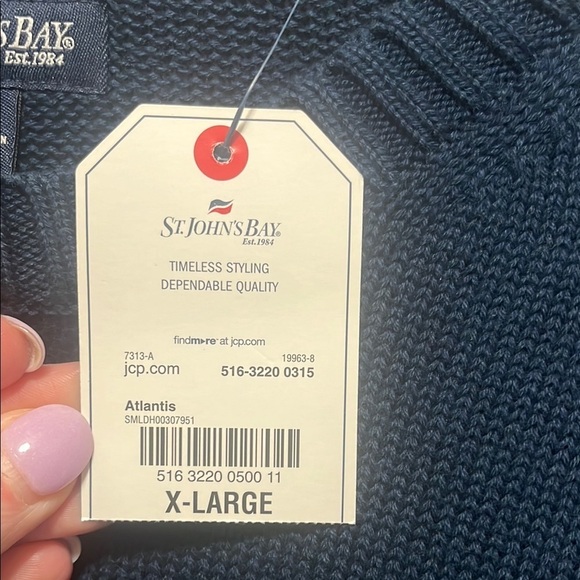 S BAY®
Est. 1984
N.
ST. JOHN'S BAY®
Est. 1984
TIMELESS STYLING
DEPENDABLE QUALITY
findmore at jcp.com
7313-A 19963-8
jcp.com 516-3220 0315
Atlantis
SMLDH00307951
516 3220 0500 11
X-LARGE